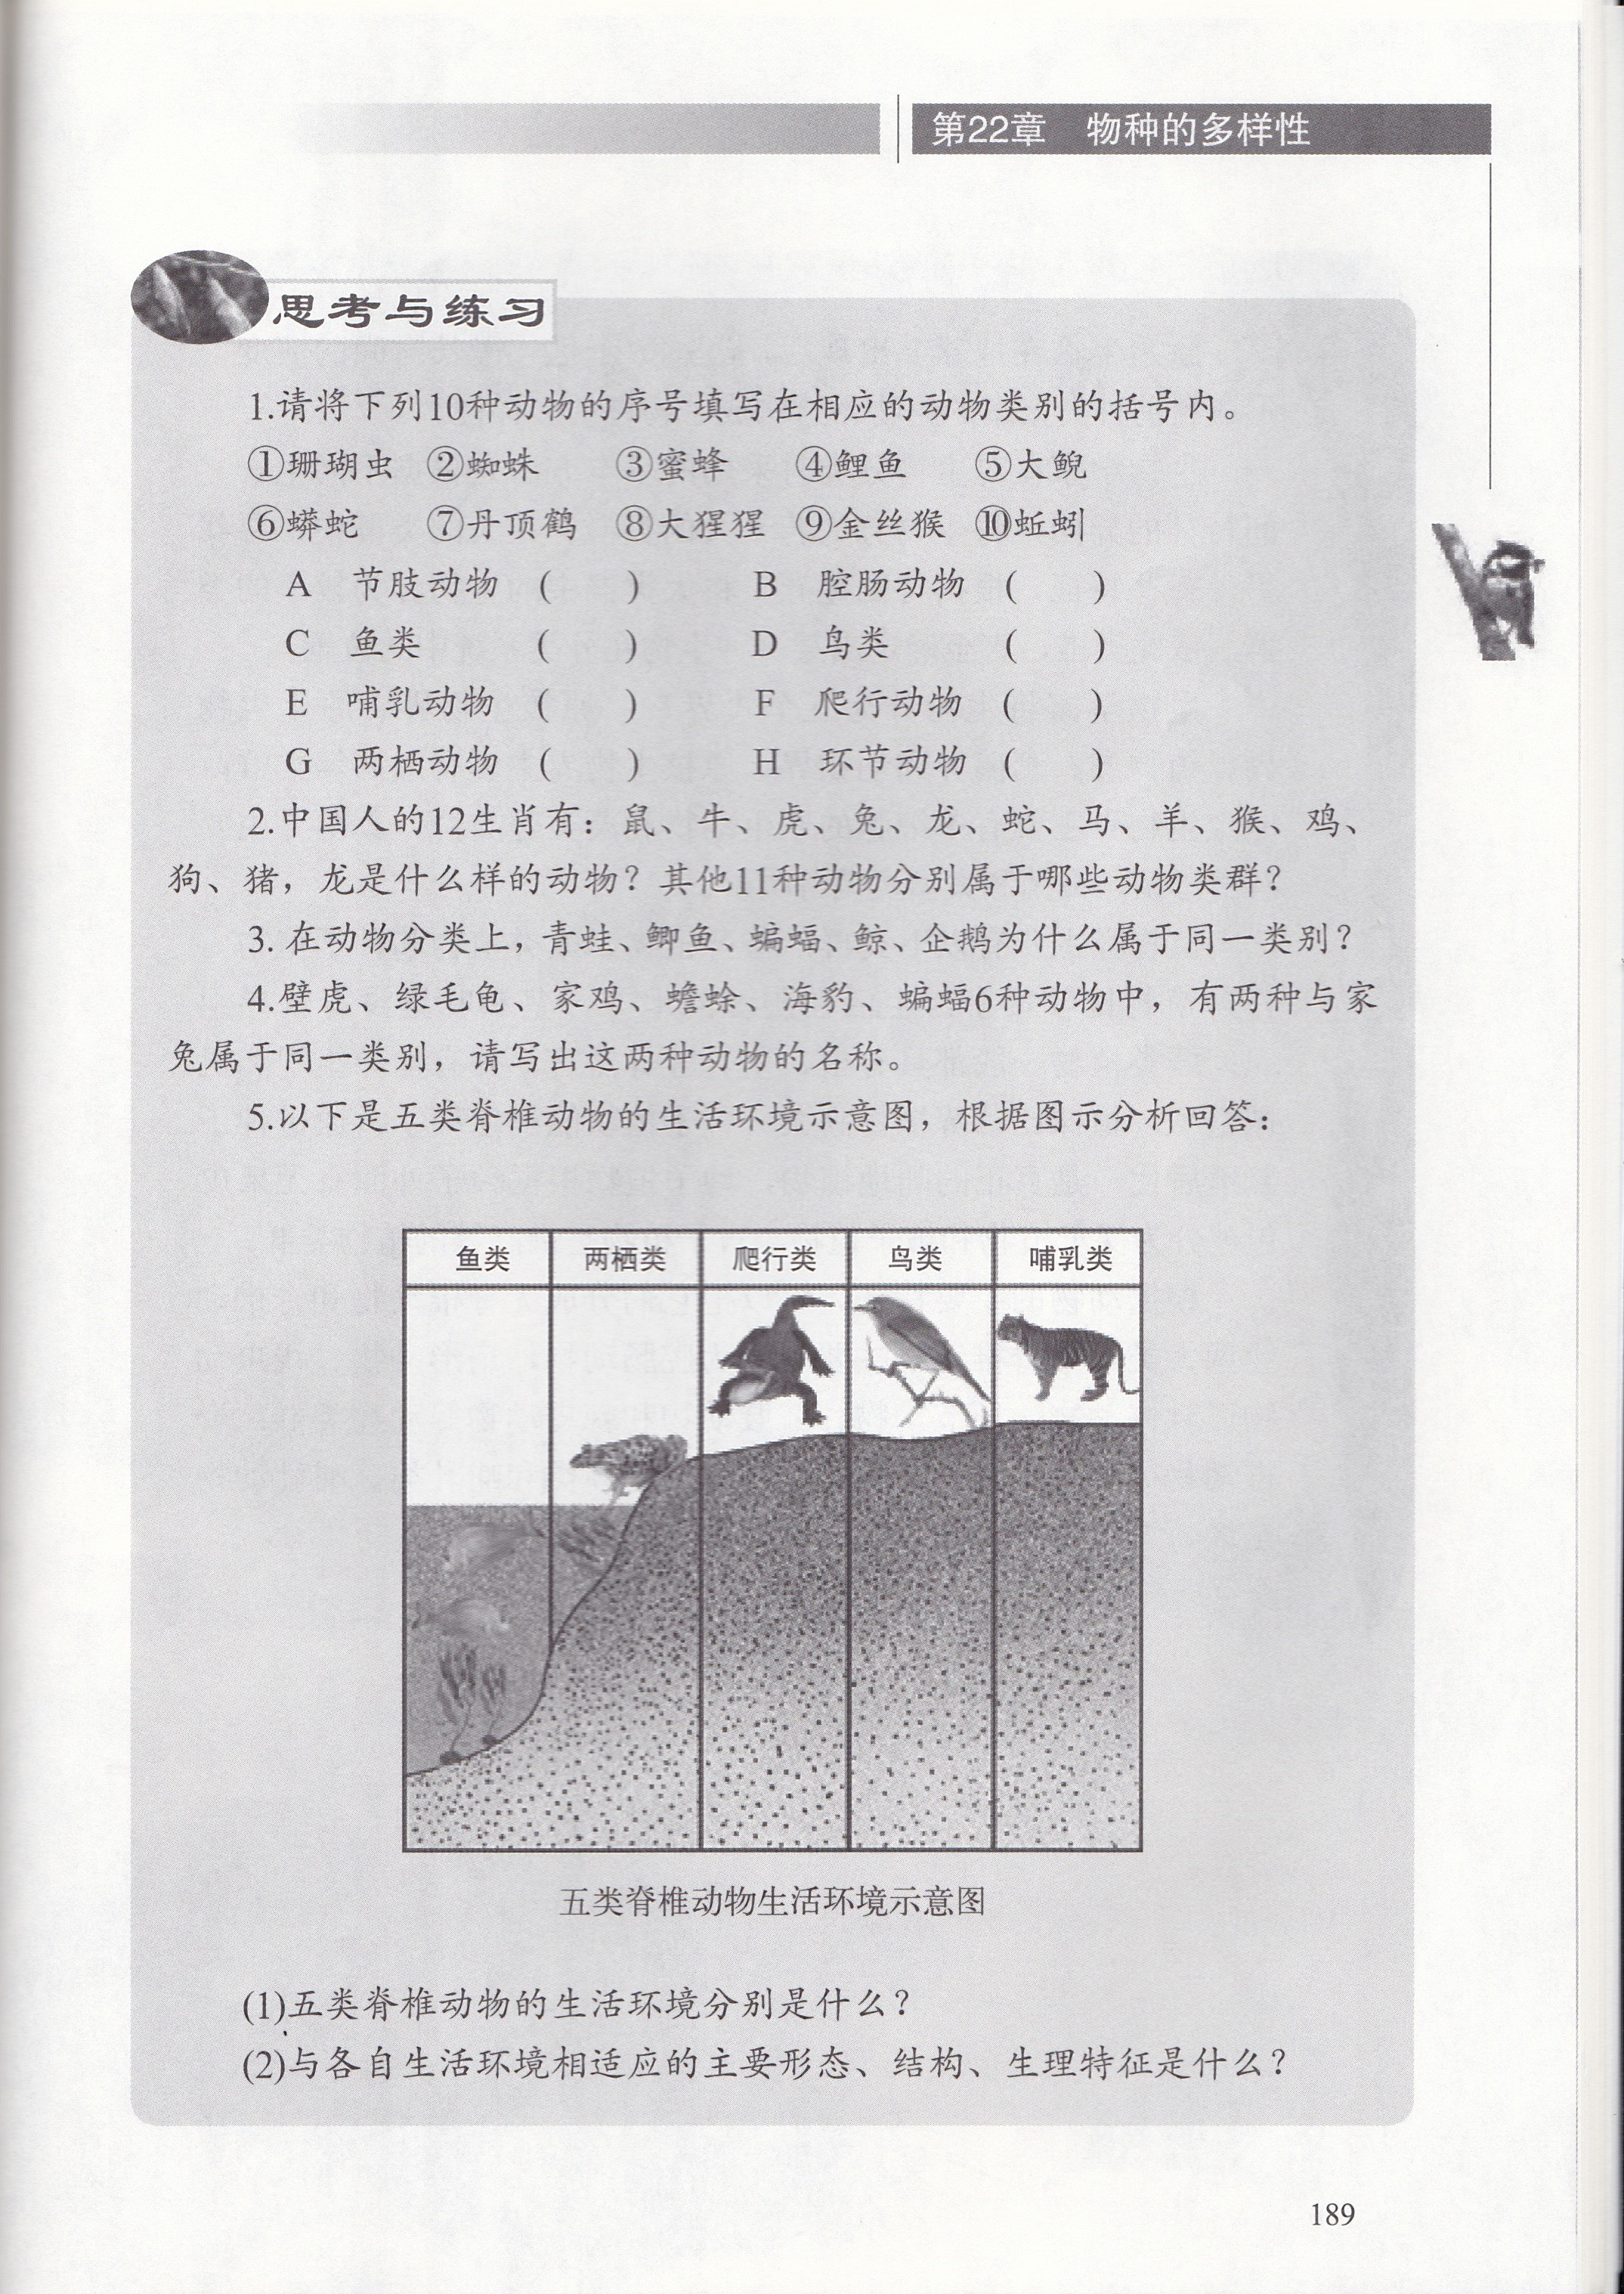 第22章 物种的多样性
思考与练习
1.请将下列10种动物的序号填写在相应的动物类别的括号内。
①珊瑚虫 ②蜘蛛 ③蜜蜂 ④鲤鱼 ⑤大鲵
⑥蟒蛇 ⑦丹顶鹤 ⑧大猩猩 ⑨金丝猴 ⑩蚯蚓
A 节肢动物 ( ) B 腔肠动物 ( )
C 鱼类 ( ) D 鸟类 ( )
E 哺乳动物 ( ) F 爬行动物 ( )
G 两栖动物 ( ) H 环节动物 ( )
2.中国人的12生肖有：鼠、牛、虎、兔、龙、蛇、马、羊、猴、鸡、
狗、猪，龙是什么样的动物？其他11种动物分别属于哪些动物类群？
3. 在动物分类上，青蛙、鲫鱼、蝙蝠、鲸、企鹅为什么属于同一类别？
4.壁虎、绿毛龟、家鸡、蟾蜍、海豹、蝙蝠6种动物中，有两种与家
兔属于同一类别，请写出这两种动物的名称。
5.以下是五类脊椎动物的生活环境示意图，根据图示分析回答：
鱼类 两栖类 爬行类 鸟类 哺乳类
五类脊椎动物生活环境示意图
(1)五类脊椎动物的生活环境分别是什么？
(2)与各自生活环境相适应的主要形态、结构、生理特征是什么？
189